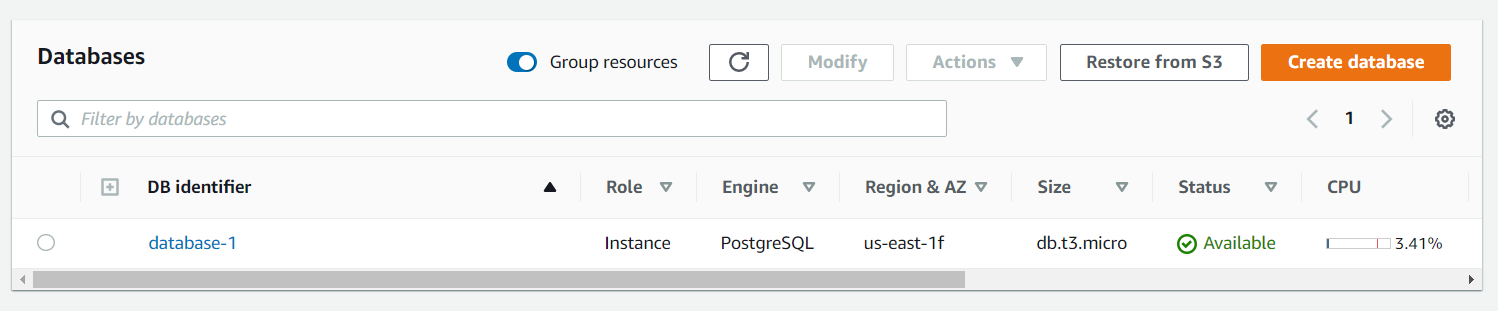 Databases
Group resources
Modify
Actions
Restore from S3
Create database
Filter by databases
1
DB identifier Role Engine Region & AZ Size Status CPU
database-1 Instance PostgreSQL us-east-1f db.t3.micro Available 3.41%